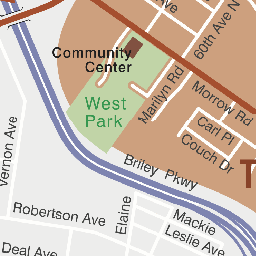 60th Ave N
Community
Center
Morrow Rd
Marilyn Rd
West
Park
Carl Pl
Couch Dr
Vernon Ave
Briley Pkwy
T
Robertson Ave
Elaine
Mackie
Leslie Ave
Deal Ave